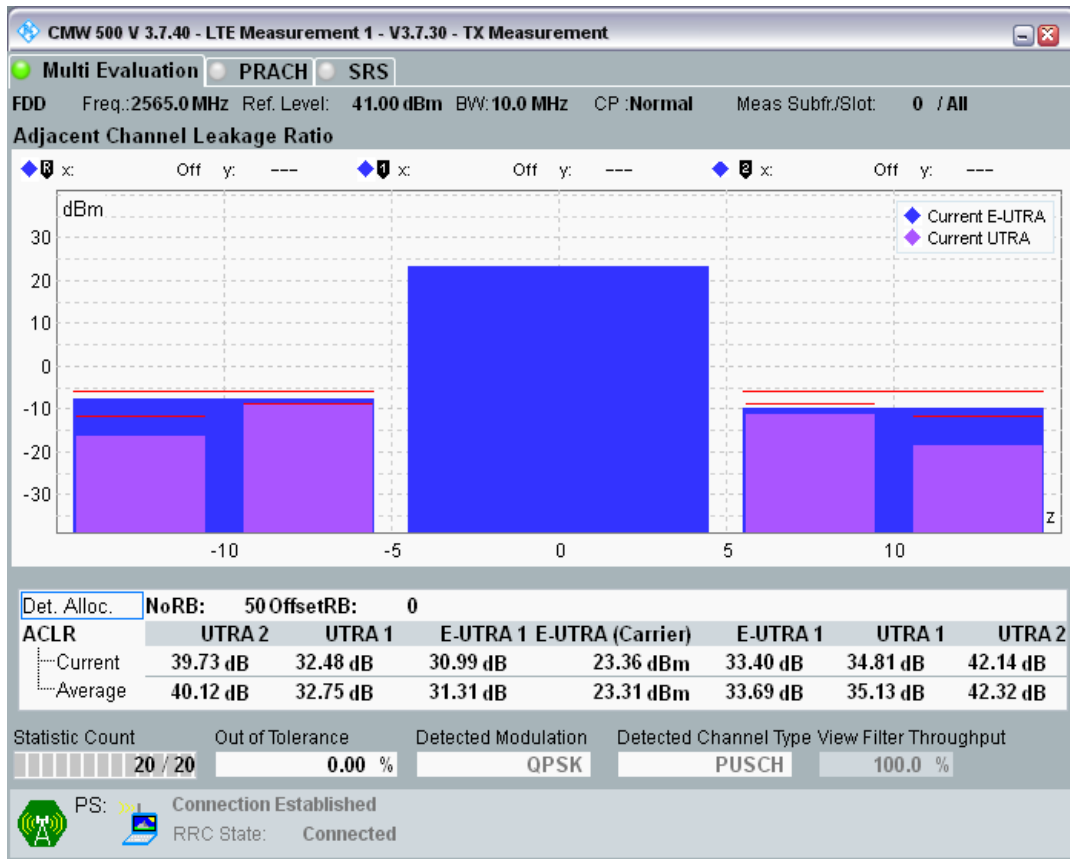 CMW 500 V 3.7.40 - LTE Measurement 1 - V3.7.30 - TX Measurement
Multi Evaluation PRACH SRS
FDD Freq.:2565.0 MHz Ref. Level: 41.00 dBm BW:10.0 MHz CP :Normal Meas Subfr./Slot: 0 / All
Adjacent Channel Leakage Ratio
R x: Off y: --- 1 x: Off y: --- 2 x: Off y: ---
dBm
Current E-UTRA
Current UTRA
30
20
10
0
-10
-20
-30
z
-10 -5 0 5 10
Det. Alloc. NoRB: 50 OffsetRB: 0
ACLR UTRA 2 UTRA 1 E-UTRA 1 E-UTRA (Carrier) E-UTRA 1 UTRA 1 UTRA 2
Current 39.73 dB 32.48 dB 30.99 dB 23.36 dBm 33.40 dB 34.81 dB 42.14 dB
Average 40.12 dB 32.75 dB 31.31 dB 23.31 dBm 33.69 dB 35.13 dB 42.32 dB
Statistic Count Out of Tolerance Detected Modulation Detected Channel Type View Filter Throughput
20 / 20 0.00 % QPSK PUSCH 100.0 %
PS: Connection Established
RRC State: Connected